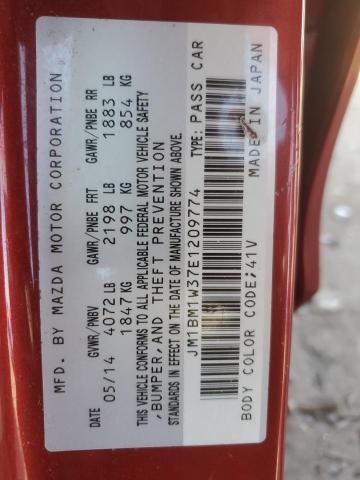 MFD. BY MAZDA MOTOR CORPORATION
GVWR/PNBV GAWR/PNBE FRT GAWR/PNBE RR
DATE 05/14 4072 LB 2198 LB 1883 LB
1847 KG 997 KG 854 KG
THIS VEHICLE CONFORMS TO ALL APPLICABLE FEDERAL MOTOR VEHICLE SAFETY
,BUMPER,AND THEFT PREVENTION
STANDARDS IN EFFECT ON THE DATE OF MANUFACTURE SHOWN ABOVE.
JM1BM1W37E1209774 TYPE: PASS CAR
BODY COLOR CODE;41V MADE IN JAPAN